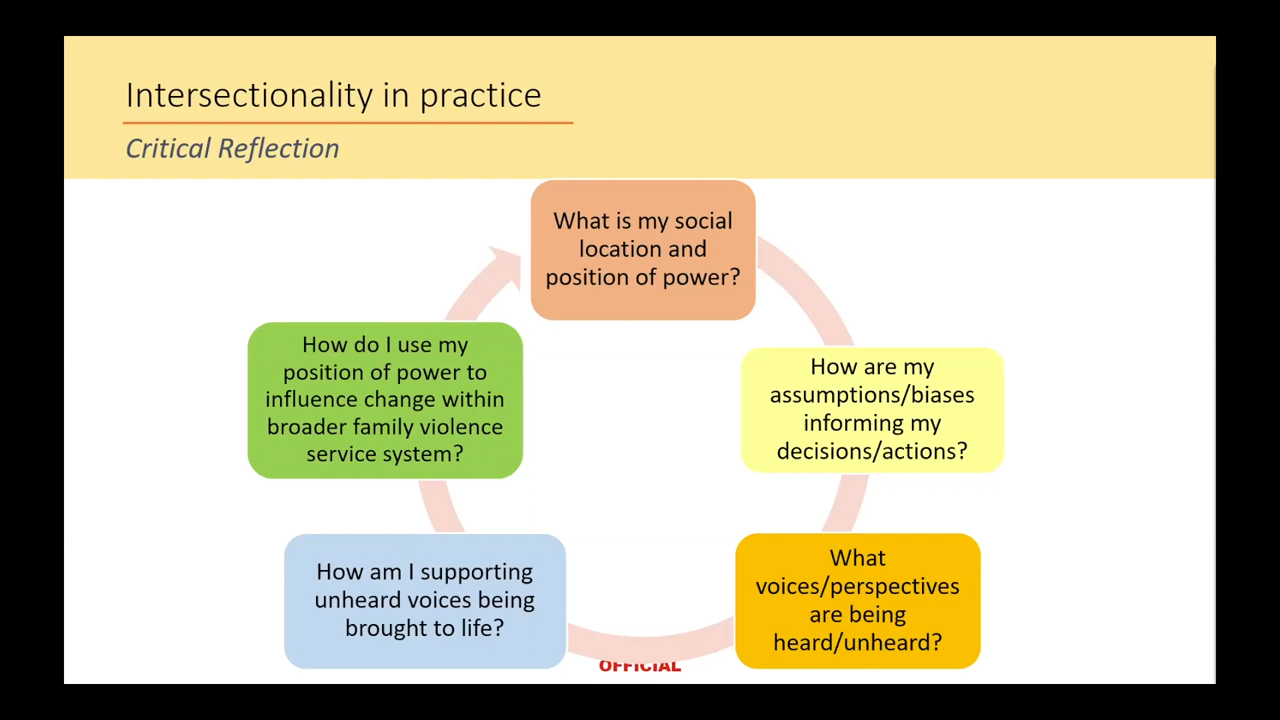 Intersectionality in practice
Critical Reflection
What is my social
location and
position of power?
How are my
assumptions/biases
informing my
decisions/actions?
What
voices/perspectives
are being
heard/unheard?
How am I supporting
unheard voices being
brought to life?
How do I use my
position of power to
influence change within
broader family violence
service system?
OFFICIAL